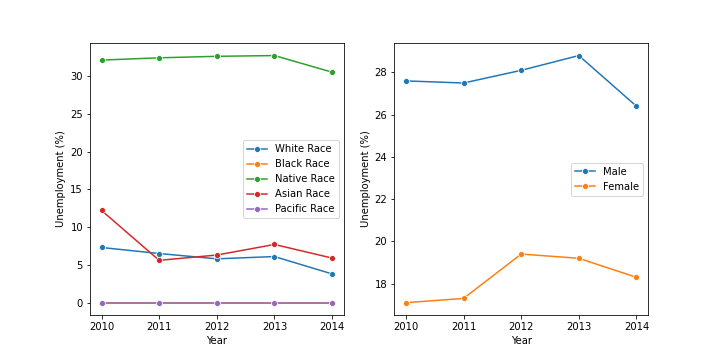 Unemployment (%)
30
25
20
15
10
5
0
White Race
Black Race
Native Race
Asian Race
Pacific Race
2010 2011 2012 2013 2014
Year
Unemployment (%)
28
26
24
22
20
18
Male
Female
2010 2011 2012 2013 2014
Year